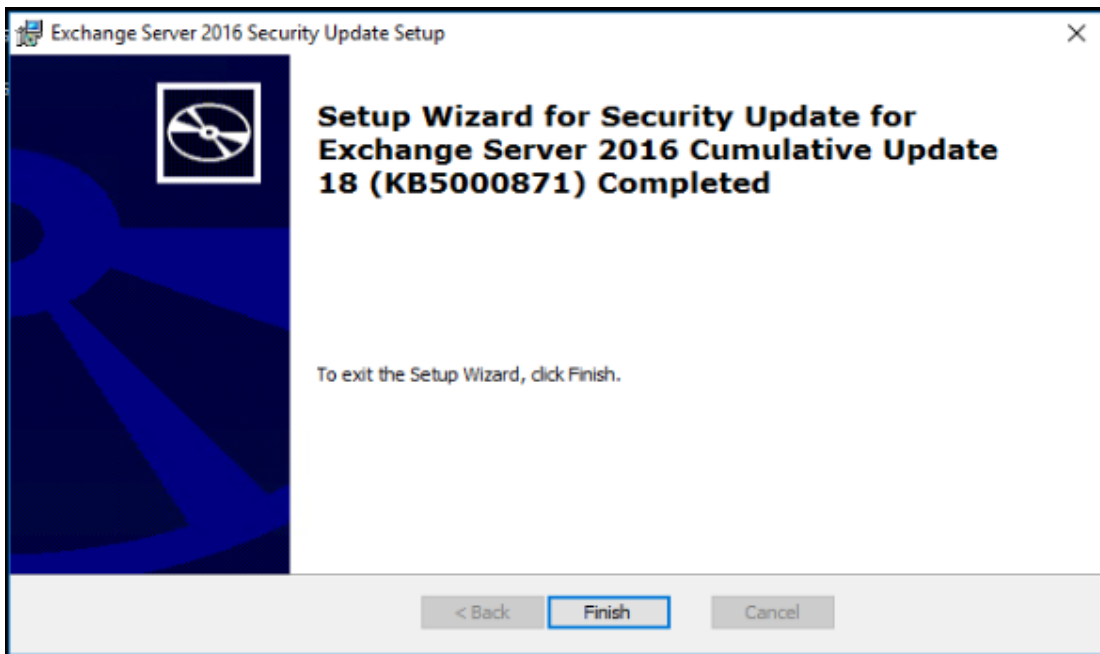 Exchange Server 2016 Security Update Setup
Setup Wizard for Security Update for
Exchange Server 2016 Cumulative Update
18 (KB5000871) Completed
To exit the Setup Wizard, click Finish.
< Back Finish Cancel